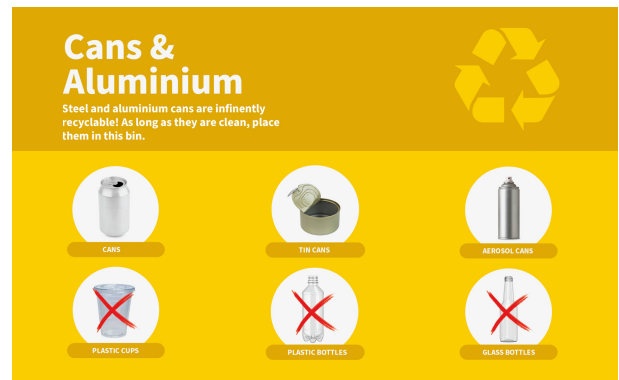 Cans &
Aluminium
Steel and aluminium cans are infinently
recyclable! As long as they are clean, place
them in this bin.
CANS
TIN CANS
AEROSOL CANS
PLASTIC CUPS
PLASTIC BOTTLES
GLASS BOTTLES